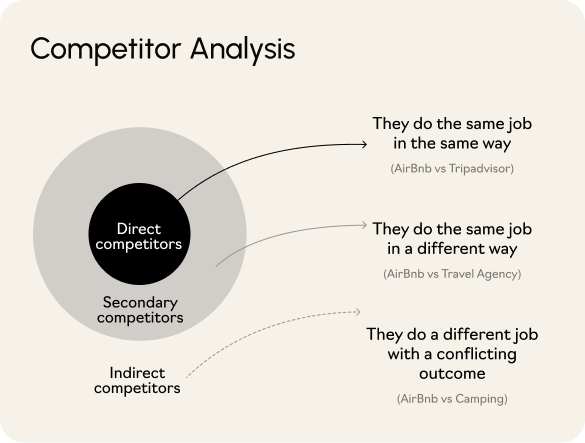 Competitor Analysis
They do the same job
in the same way
(AirBnb vs Tripadvisor)
Direct
competitors
They do the same job
in a different way
(AirBnb vs Travel Agency)
Secondary
competitors
They do a different job
with a conflicting
outcome
(AirBnb vs Camping)
Indirect
competitors